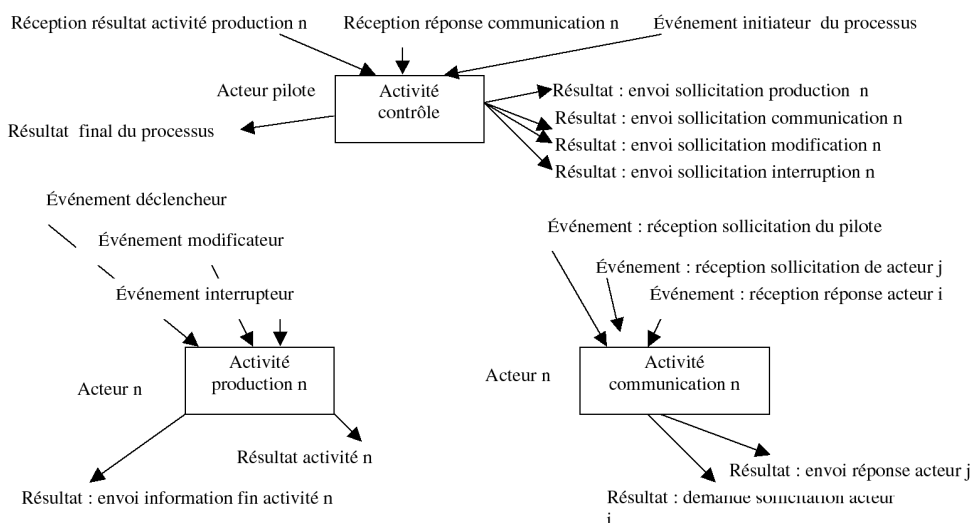 Réception résultat activité production n
Réception réponse communication n
Événement initiateur du processus
Acteur pilote
Activité
contrôle
Résultat : envoi sollicitation production n
Résultat : envoi sollicitation communication n
Résultat : envoi sollicitation modification n
Résultat : envoi sollicitation interruption n
Résultat final du processus
Événement déclencheur
Événement modificateur
Événement interrupteur
Acteur n
Activité
production n
Résultat activité n
Résultat : envoi information fin activité n
Événement : réception sollicitation du pilote
Événement : réception sollicitation de acteur j
Événement : réception réponse acteur i
Acteur n
Activité
communication n
Résultat : envoi réponse acteur j
Résultat : demande sollicitation acteur
i